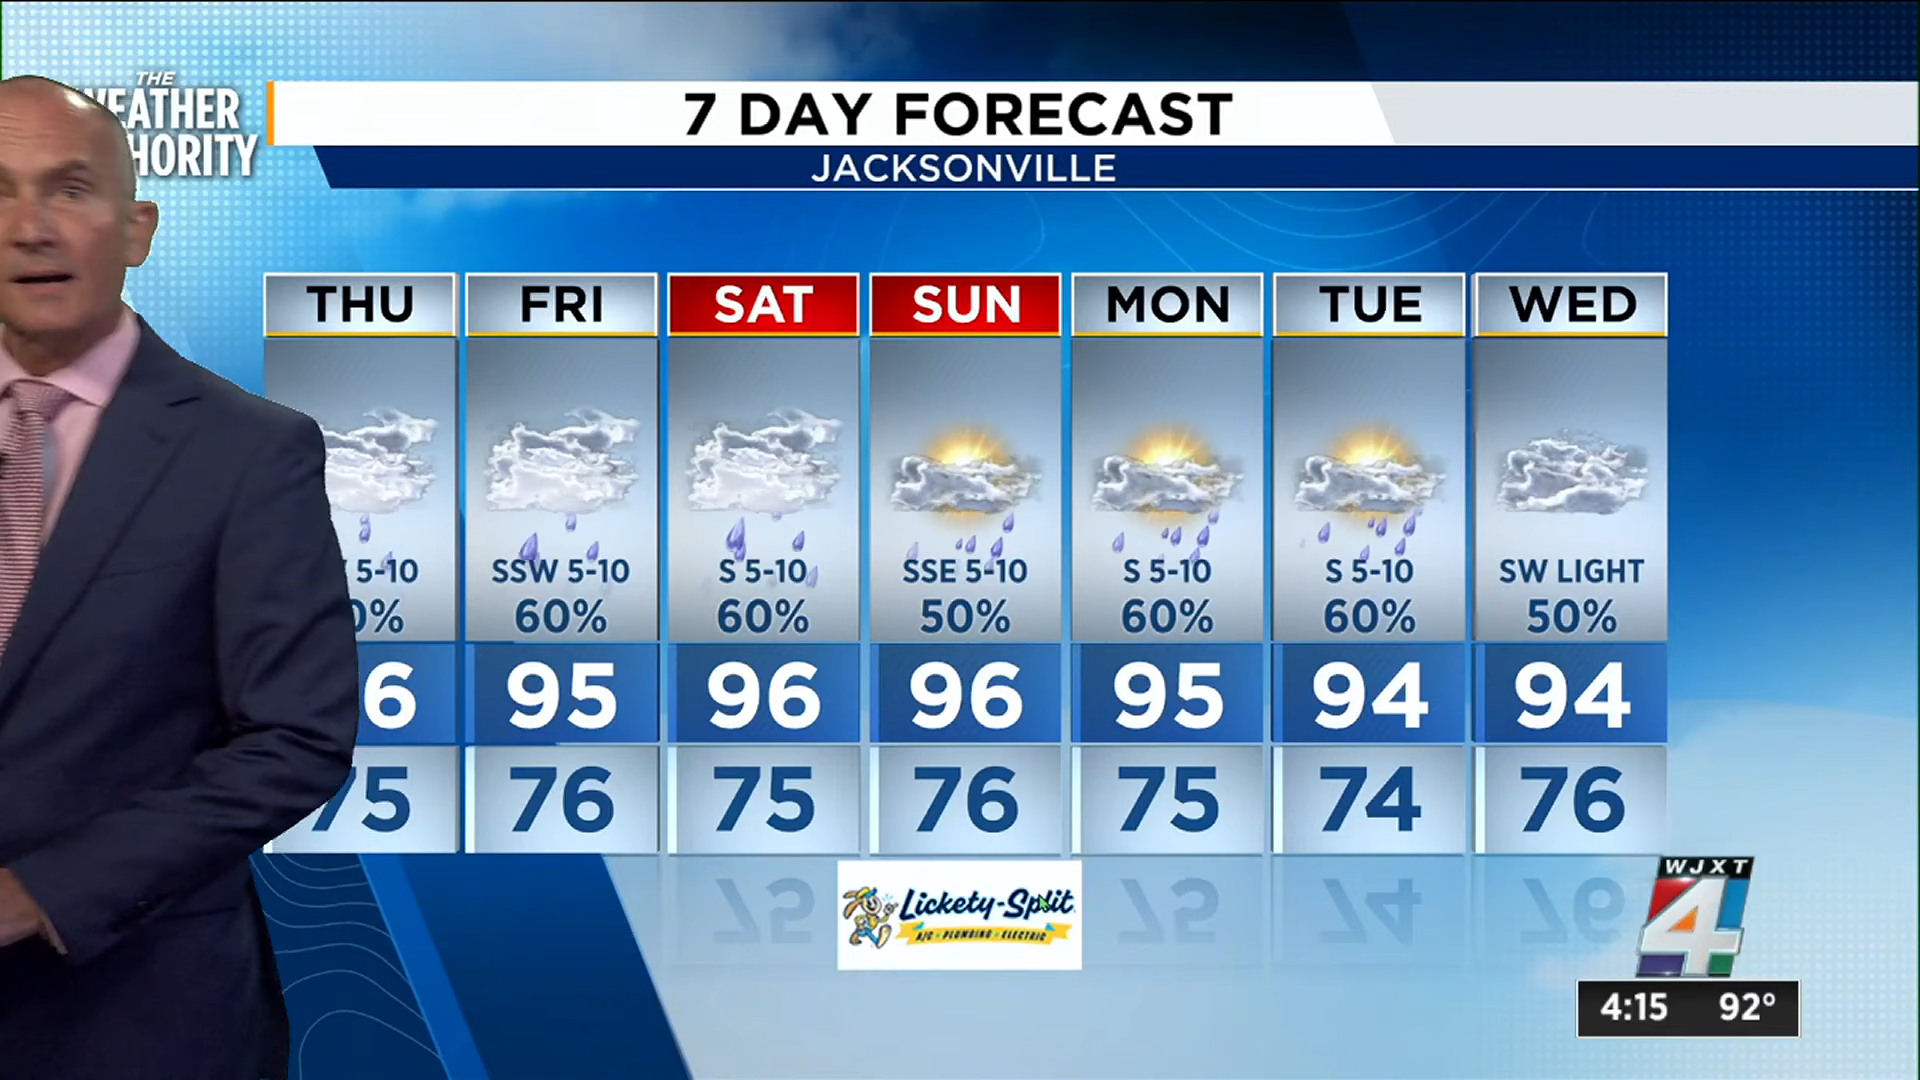 THE
7 DAY FORECAST
JACKSONVILLE
THU FRI SAT SUN MON TUE WED
5-10 SSW 5-10 S 5-10 SSE 5-10 S 5-10 S 5-10 SW LIGHT
60% 60% 50% 60% 60% 50%
95 96 96 95 94 94
75 76 75 76 75 74 76
Lickety-Split
A/C • PLUMBING • ELECTRIC
WJXT
4
4:15 92°